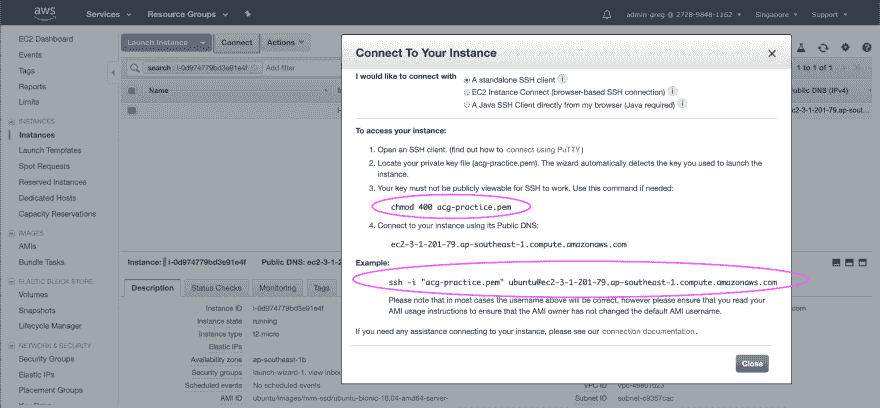 aws Services Resource Groups admin-greg @ 2728-9848-1162 Singapore Support
EC2 Dashboard
Events
Tags
Reports
Limits
INSTANCES
Instances
Launch Templates
Spot Requests
Reserved Instances
Dedicated Hosts
Capacity Reservations
IMAGES
AMIs
Bundle Tasks
ELASTIC BLOCK STORE
Volumes
Snapshots
Lifecycle Manager
NETWORK & SECURITY
Security Groups
Elastic IPs
Placement Groups
Launch Instance Connect Actions
search : i-0d974779bd3e91e4f Add filter
1 to 1 of 1
Name
Public DNS (IPv4)
ec2-3-1-201-79.ap-sou...
Connect To Your Instance
I would like to connect with
A standalone SSH client
EC2 Instance Connect (browser-based SSH connection)
A Java SSH Client directly from my browser (Java required)
To access your instance:
1. Open an SSH client. (find out how to connect using PuTTY)
2. Locate your private key file (acg-practice.pem). The wizard automatically detects the key you used to launch the
instance.
3. Your key must not be publicly viewable for SSH to work. Use this command if needed:
chmod 400 acg-practice.pem
4. Connect to your instance using its Public DNS:
ec2-3-1-201-79.ap-southeast-1.compute.amazonaws.com
Example:
ssh -i "acg-practice.pem" ubuntu@ec2-3-1-201-79.ap-southeast-1.compute.amazonaws.com
Please note that in most cases the username above will be correct, however please ensure that you read your
AMI usage instructions to ensure that the AMI owner has not changed the default AMI username.
If you need any assistance connecting to your instance, please see our connection documentation.
Close
Instance: i-0d974779bd3e91e4f Public DNS: ec2-3-1-2
Description Status Checks Monitoring Tags
Instance ID i-0d974779bd3e91e4f
Instance state running
Instance type t2.micro
Elastic IPs
Availability zone ap-southeast-1b
Security groups launch-wizard-1. view inbou
Scheduled events No scheduled events
AMI ID ubuntu/images/hvm-ssd/ubuntu-bionic-18.04-amd64-server-
Subnet ID subnet-c9357cac